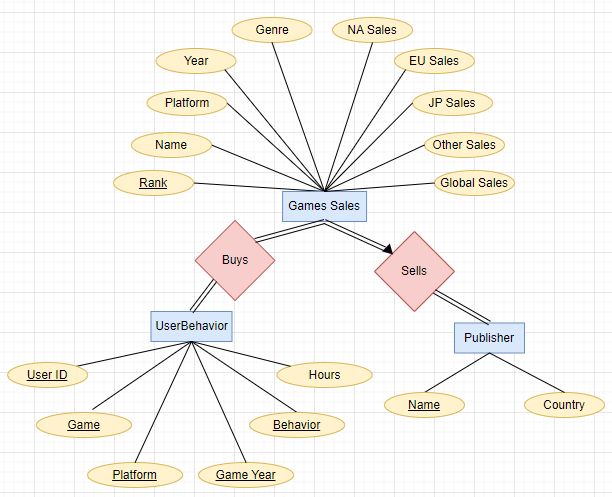 Genre
NA Sales
Year
EU Sales
Platform
JP Sales
Name
Other Sales
Rank
Global Sales
Games Sales
Buys
Sells
UserBehavior
Publisher
User ID
Hours
Name
Country
Game
Behavior
Platform
Game Year